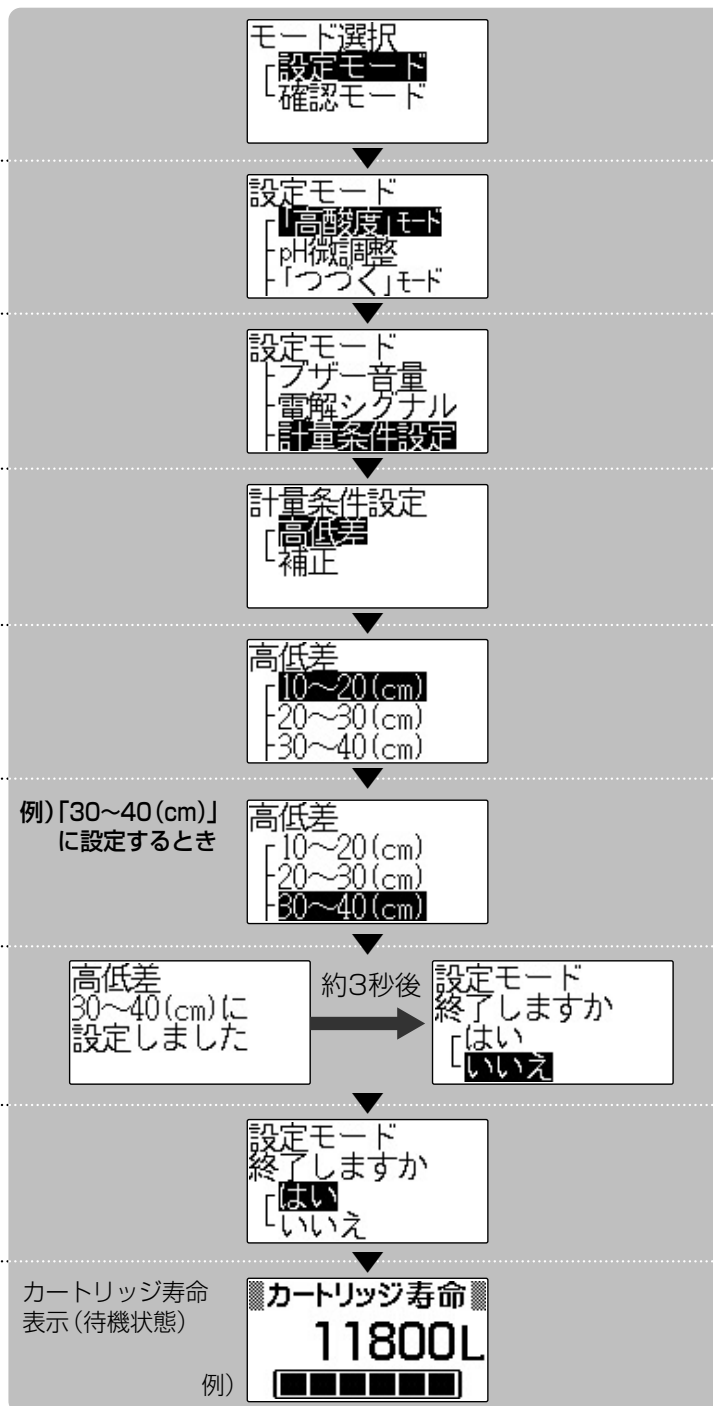 モード選択
設定モード
確認モード
設定モード
「高酸度」モード
pH微調整
「つづく」モード
設定モード
ブザー音量
電解シグナル
計量条件設定
計量条件設定
高低差
補正
高低差
10～20(cm)
20～30(cm)
30～40(cm)
例)「30～40(cm)」
に設定するとき
高低差
10～20(cm)
20～30(cm)
30～40(cm)
高低差
30～40(cm)に
設定しました
約3秒後
設定モード
終了しますか
はい
いいえ
設定モード
終了しますか
はい
いいえ
カートリッジ寿命
表示(待機状態)
例)
カートリッジ寿命
11800L